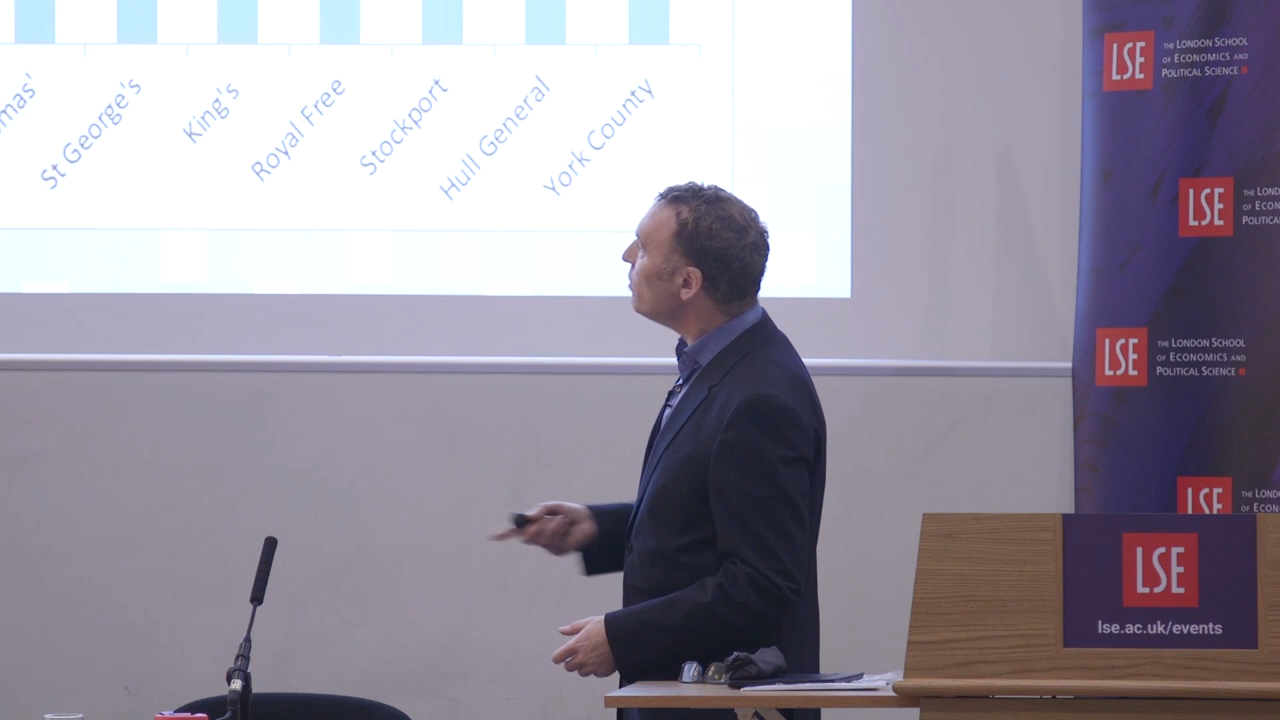 St George's
King's
Royal Free
Stockport
Hull General
York County
LSE
THE LONDON SCHOOL
OF ECONOMICS AND
POLITICAL SCIENCE
LSE
LSE
THE LONDON SCHOOL
OF ECONOMICS AND
POLITICAL SCIENCE
LSE
LSE
lse.ac.uk/events